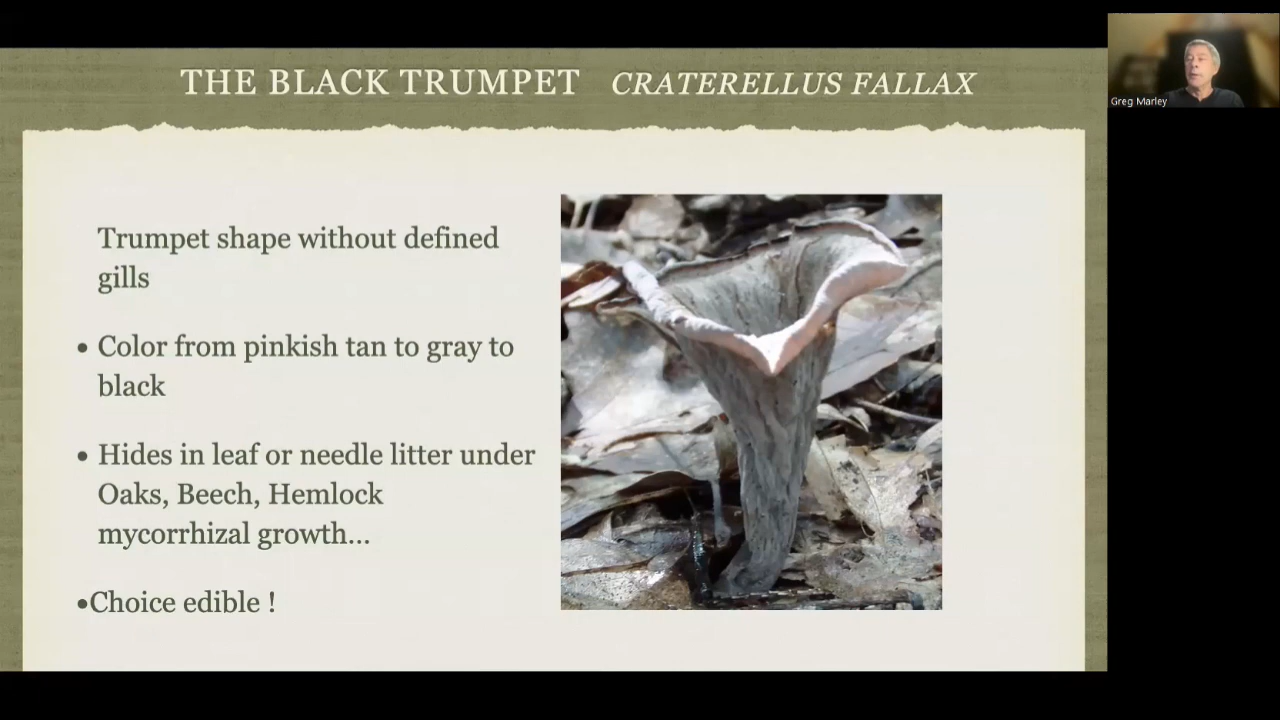 THE BLACK TRUMPET CRATERELLUS FALLAX
Greg Marley
Trumpet shape without defined
gills
• Color from pinkish tan to gray to
black
• Hides in leaf or needle litter under
Oaks, Beech, Hemlock
mycorrhizal growth...
•Choice edible !